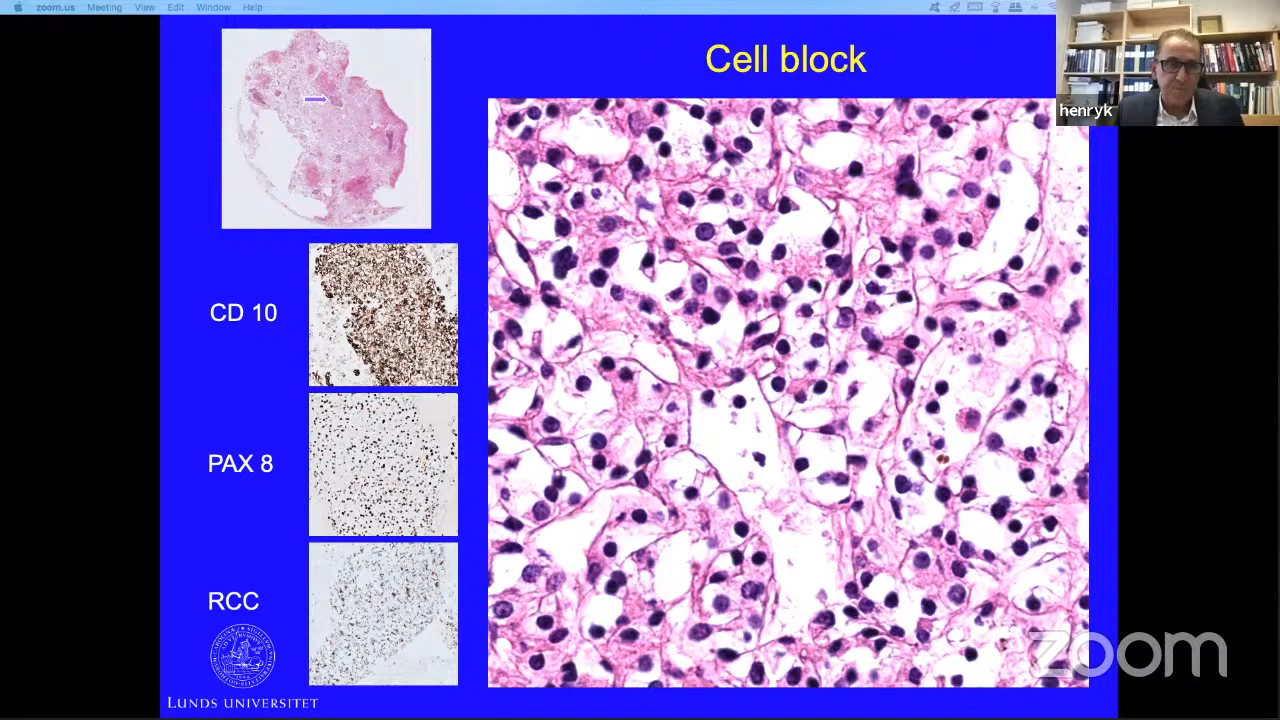 zoom.us Meeting View Edit Window Help
Cell block
henryk
CD 10
PAX 8
RCC
LUNDS UNIVERSITET
zoom